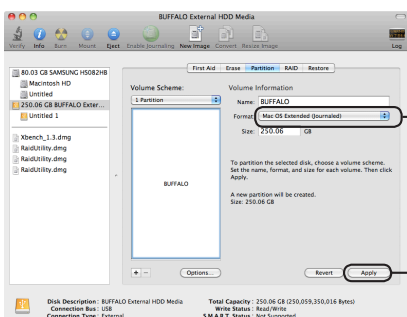 BUFFALO External HDD Media
Verify Info Burn Mount Eject Enable Journaling New Image Convert Resize Image Log
80.03 GB SAMSUNG HS082HB
Macintosh HD
Untitled
250.06 GB BUFFALO Exter...
Untitled 1
Xbench_1.3.dmg
RaidUtility.dmg
RaidUtility.dmg
RaidUtility.dmg
First Aid Erase Partition RAID Restore
Volume Scheme:
1 Partition
BUFFALO
+ − Options...
Volume Information
Name: BUFFALO
Format: Mac OS Extended (Journaled)
Size: 250.06 GB
To partition the selected disk, choose a volume scheme.
Set the name, format, and size for each volume. Then click
Apply.
A new partition will be created.
Size: 250.06 GB
Revert Apply
Disk Description : BUFFALO External HDD Media Total Capacity : 250.06 GB (250,059,350,016 Bytes)
Connection Bus : USB Write Status : Read/Write
Connection Type : External S.M.A.R.T. Status : Not Supported